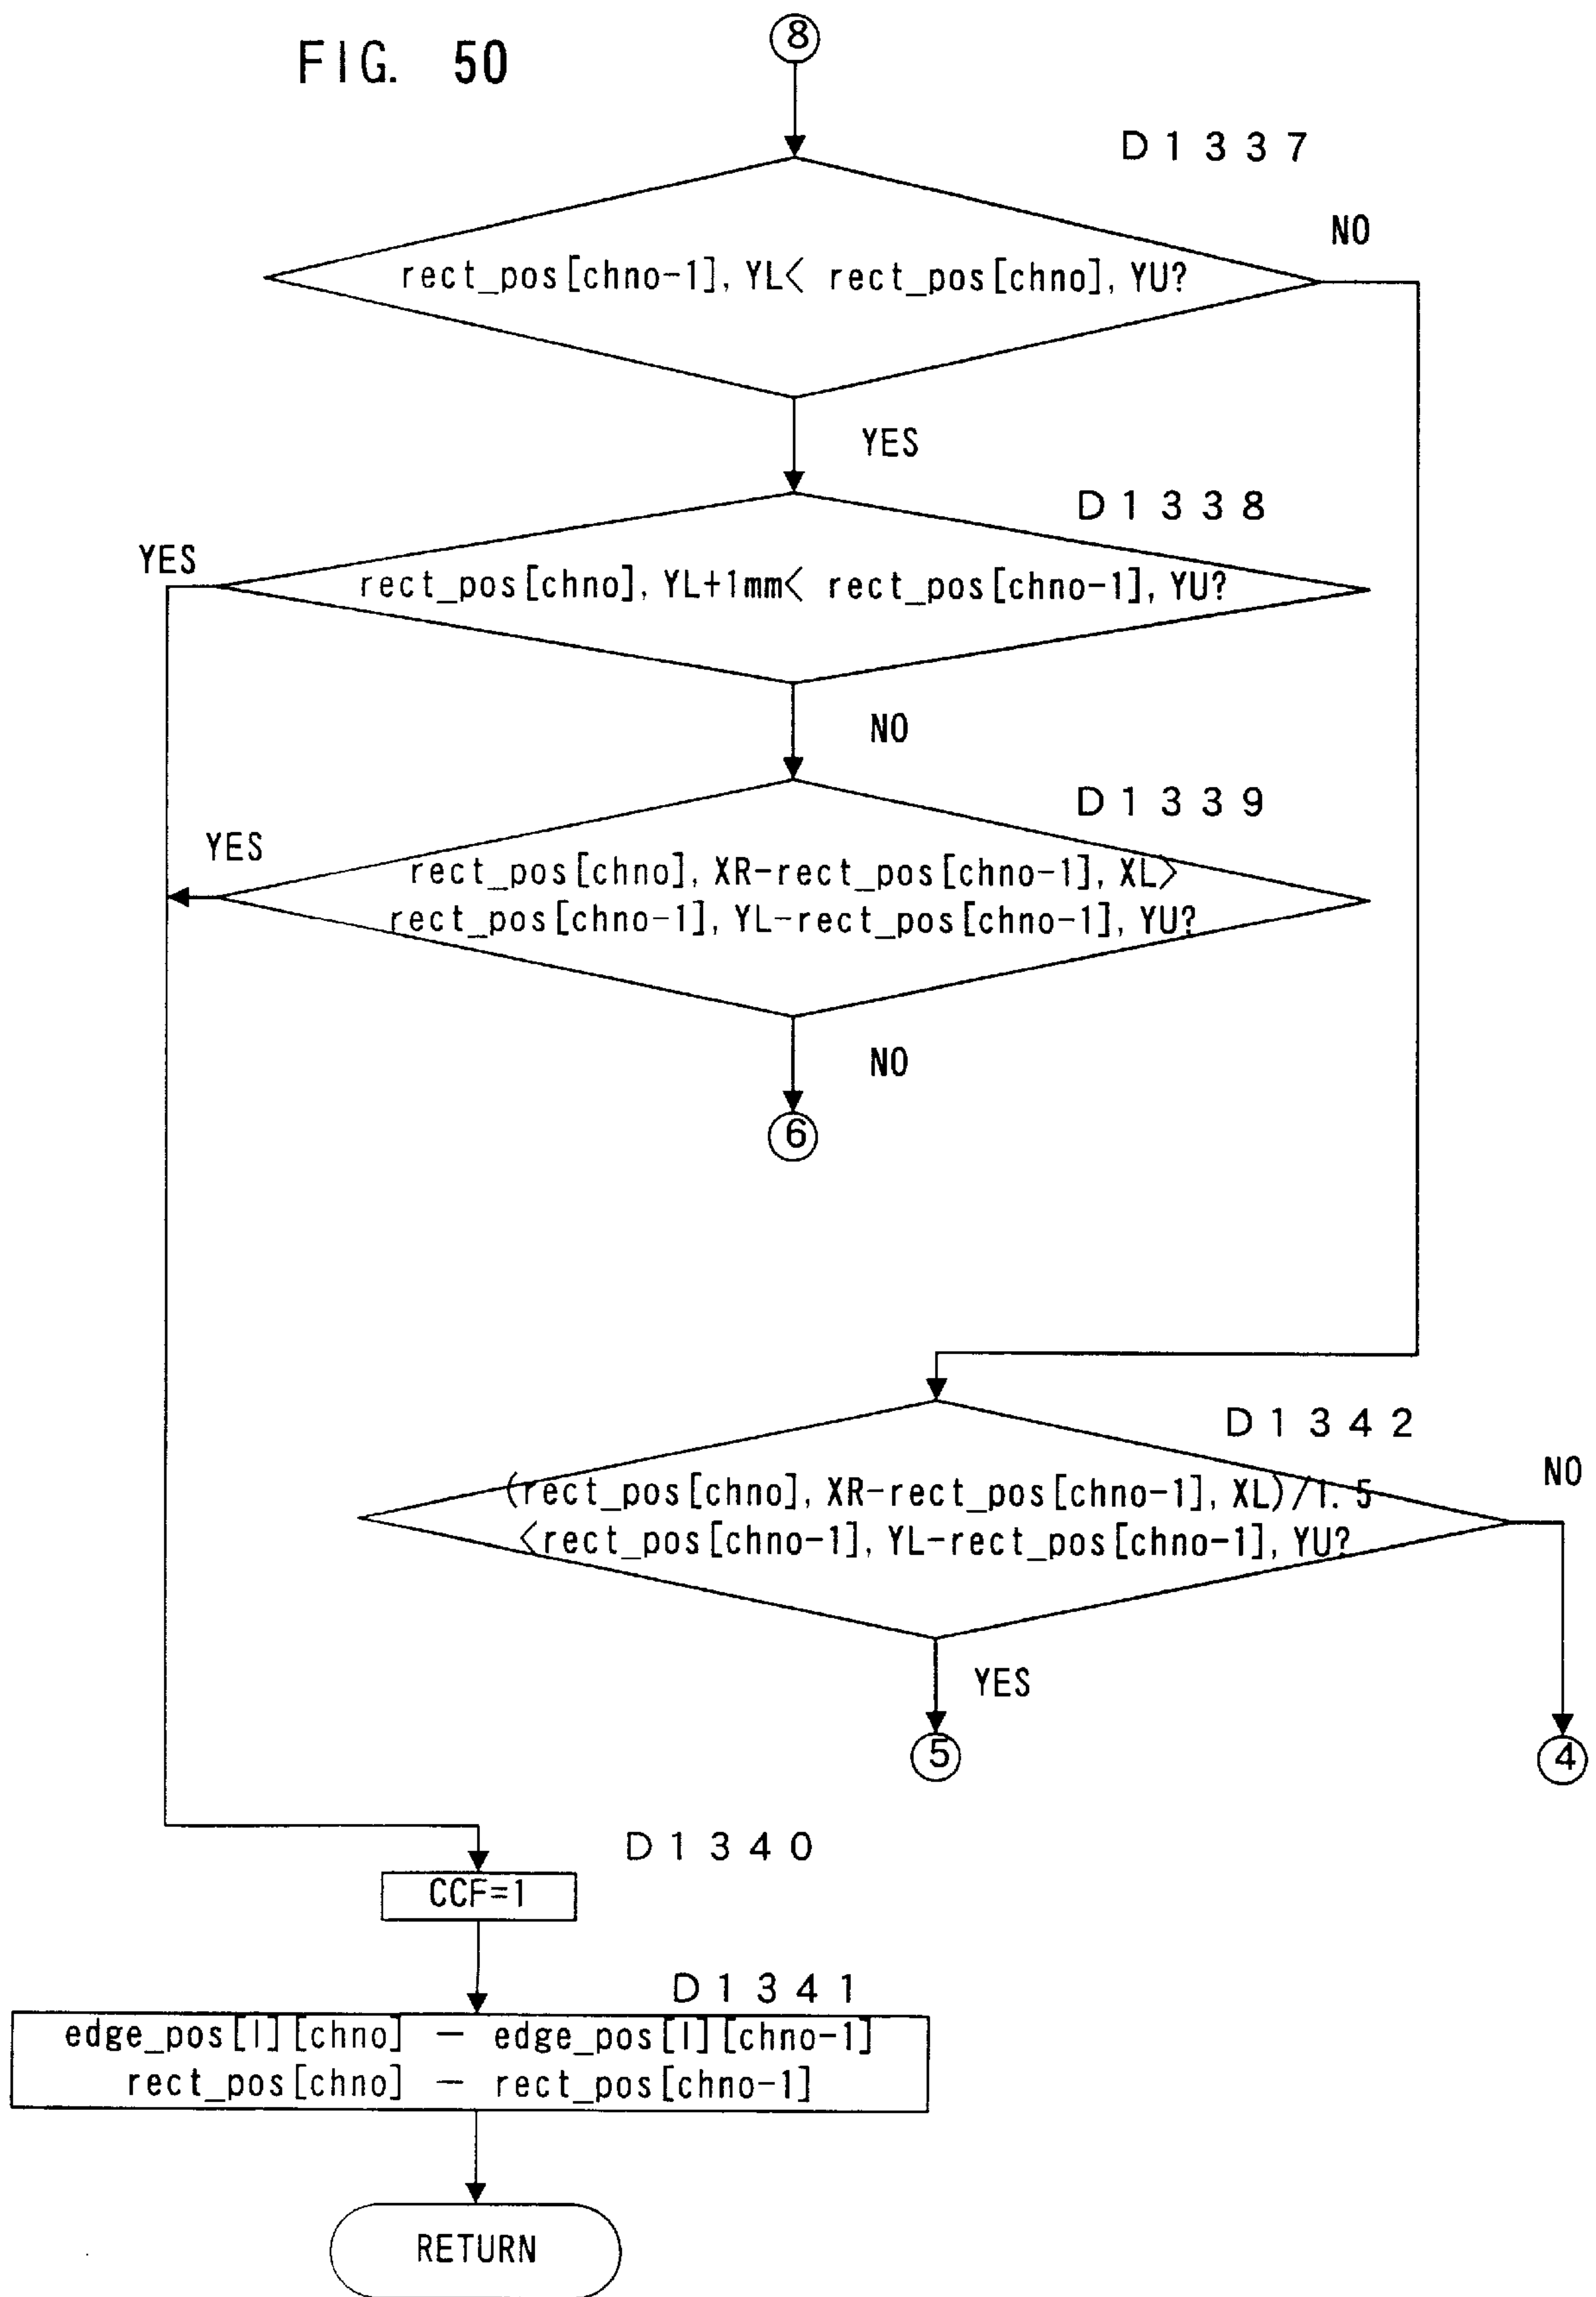 FIG. 50
8
D1337
NO
rect_pos[chno-1], YL< rect_pos[chno], YU?
YES
D1338
YES
rect_pos[chno], YL+1mm< rect_pos[chno-1], YU?
NO
D1339
YES
rect_pos[chno], XR-rect_pos[chno-1], XL>
rect_pos[chno-1], YL-rect_pos[chno-1], YU?
NO
6
D1342
NO
(rect_pos[chno], XR-rect_pos[chno-1], XL)/1.5
<rect_pos[chno-1], YL-rect_pos[chno-1], YU?
YES
5
4
D1340
CCF=1
D1341
edge_pos[I][chno] — edge_pos[I][chno-1]
rect_pos[chno] — rect_pos[chno-1]
RETURN